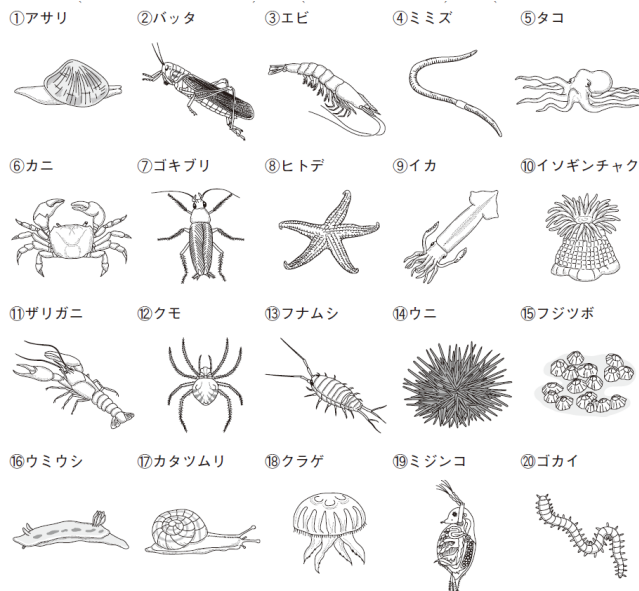 ①アサリ
②バッタ
③エビ
④ミミズ
⑤タコ
⑥カニ
⑦ゴキブリ
⑧ヒトデ
⑨イカ
⑩イソギンチャク
⑪ザリガニ
⑫クモ
⑬フナムシ
⑭ウニ
⑮フジツボ
⑯ウミウシ
⑰カタツムリ
⑱クラゲ
⑲ミジンコ
⑳ゴカイ